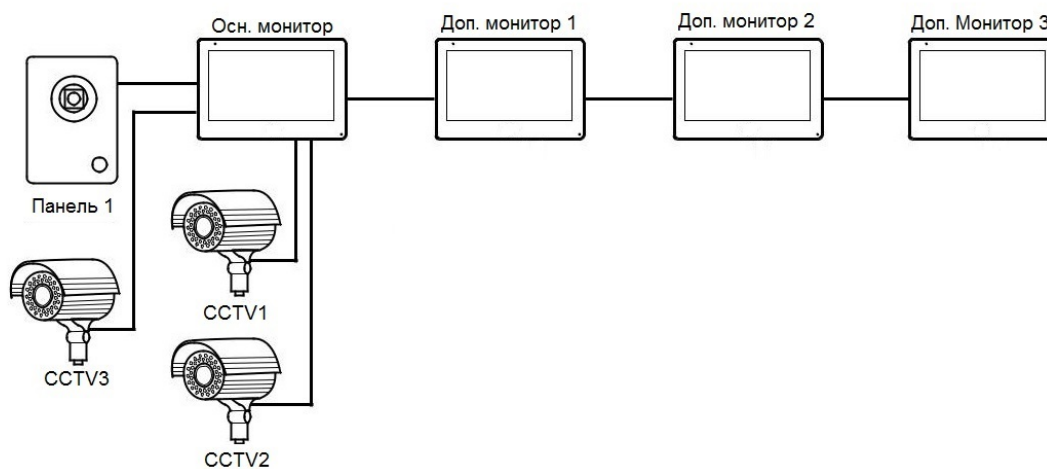 Осн. монитор
Доп. монитор 1
Доп. монитор 2
Доп. Монитор 3
Панель 1
CCTV1
CCTV3
CCTV2